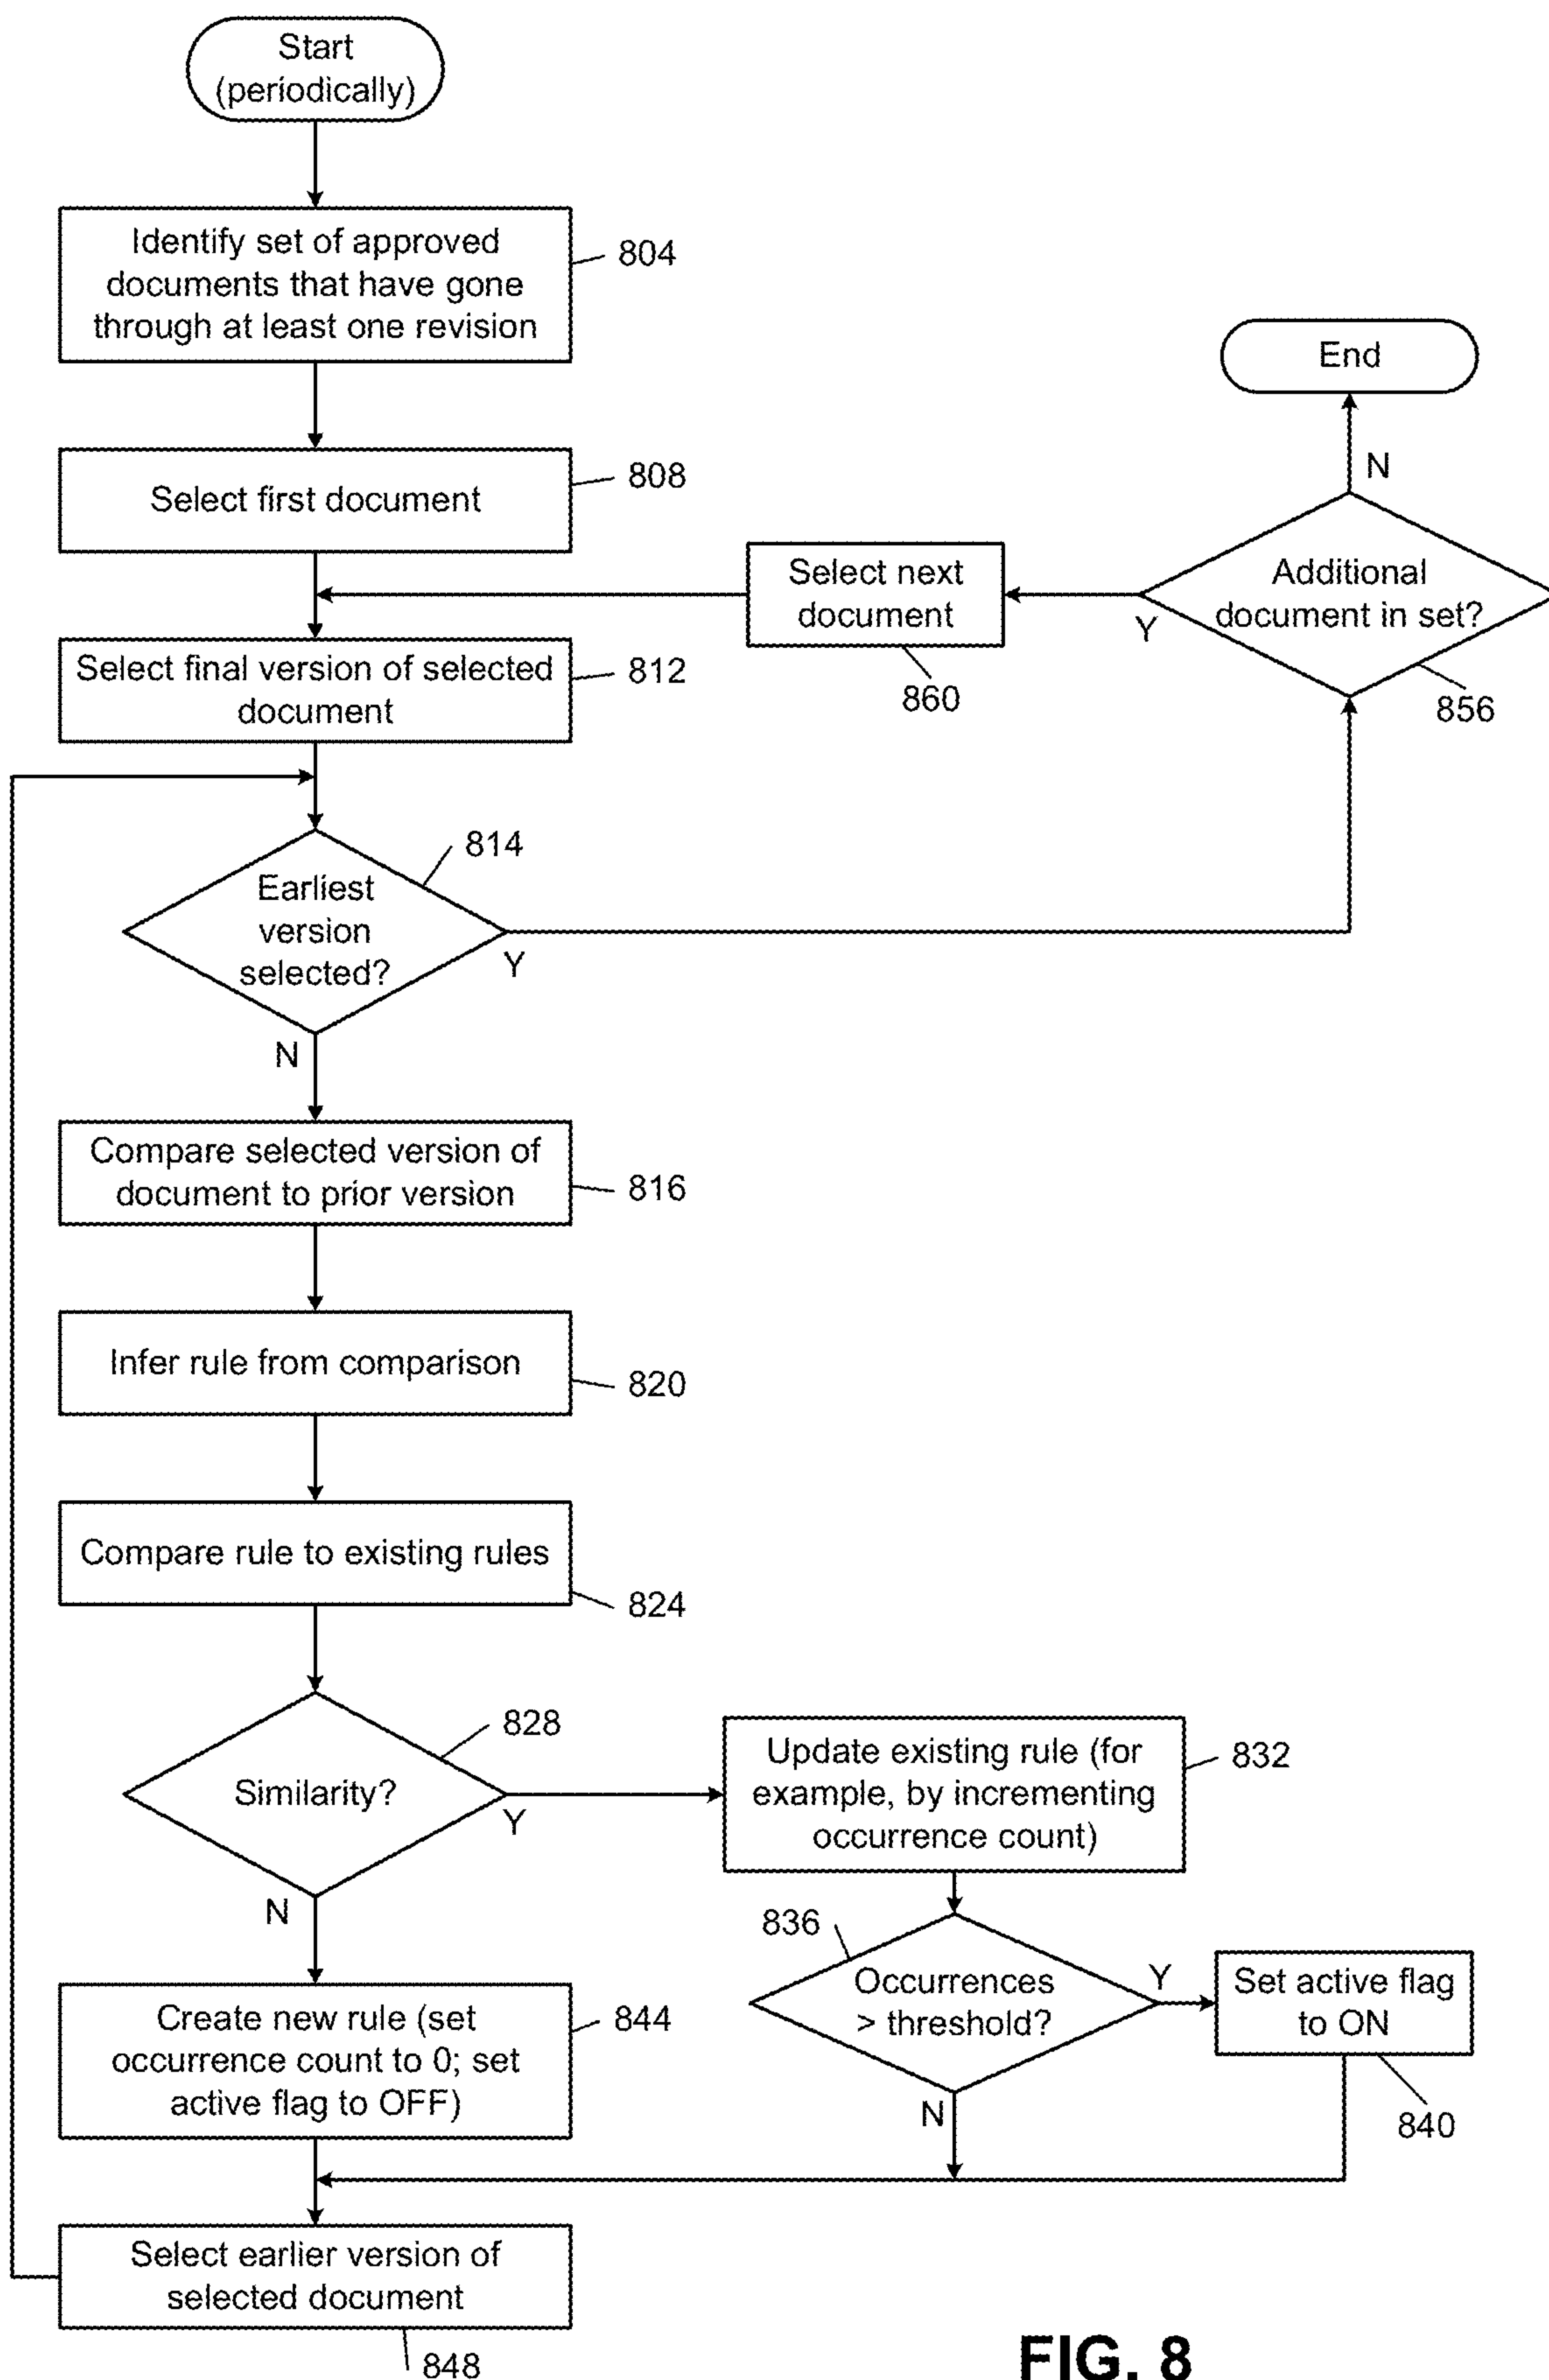 Start
(periodically)
Identify set of approved
documents that have gone
through at least one revision
804
Select first document
808
End
N
Additional
document in set?
Y
856
Select next
document
860
Select final version of selected
document
812
814
Earliest
version
selected?
Y
N
Compare selected version of
document to prior version
816
Infer rule from comparison
820
Compare rule to existing rules
824
828
Similarity?
Y
N
Update existing rule (for
example, by incrementing
occurrence count)
832
836
Occurrences
> threshold?
Y
N
Set active flag
to ON
840
Create new rule (set
occurrence count to 0; set
active flag to OFF)
844
Select earlier version of
selected document
848
FIG. 8